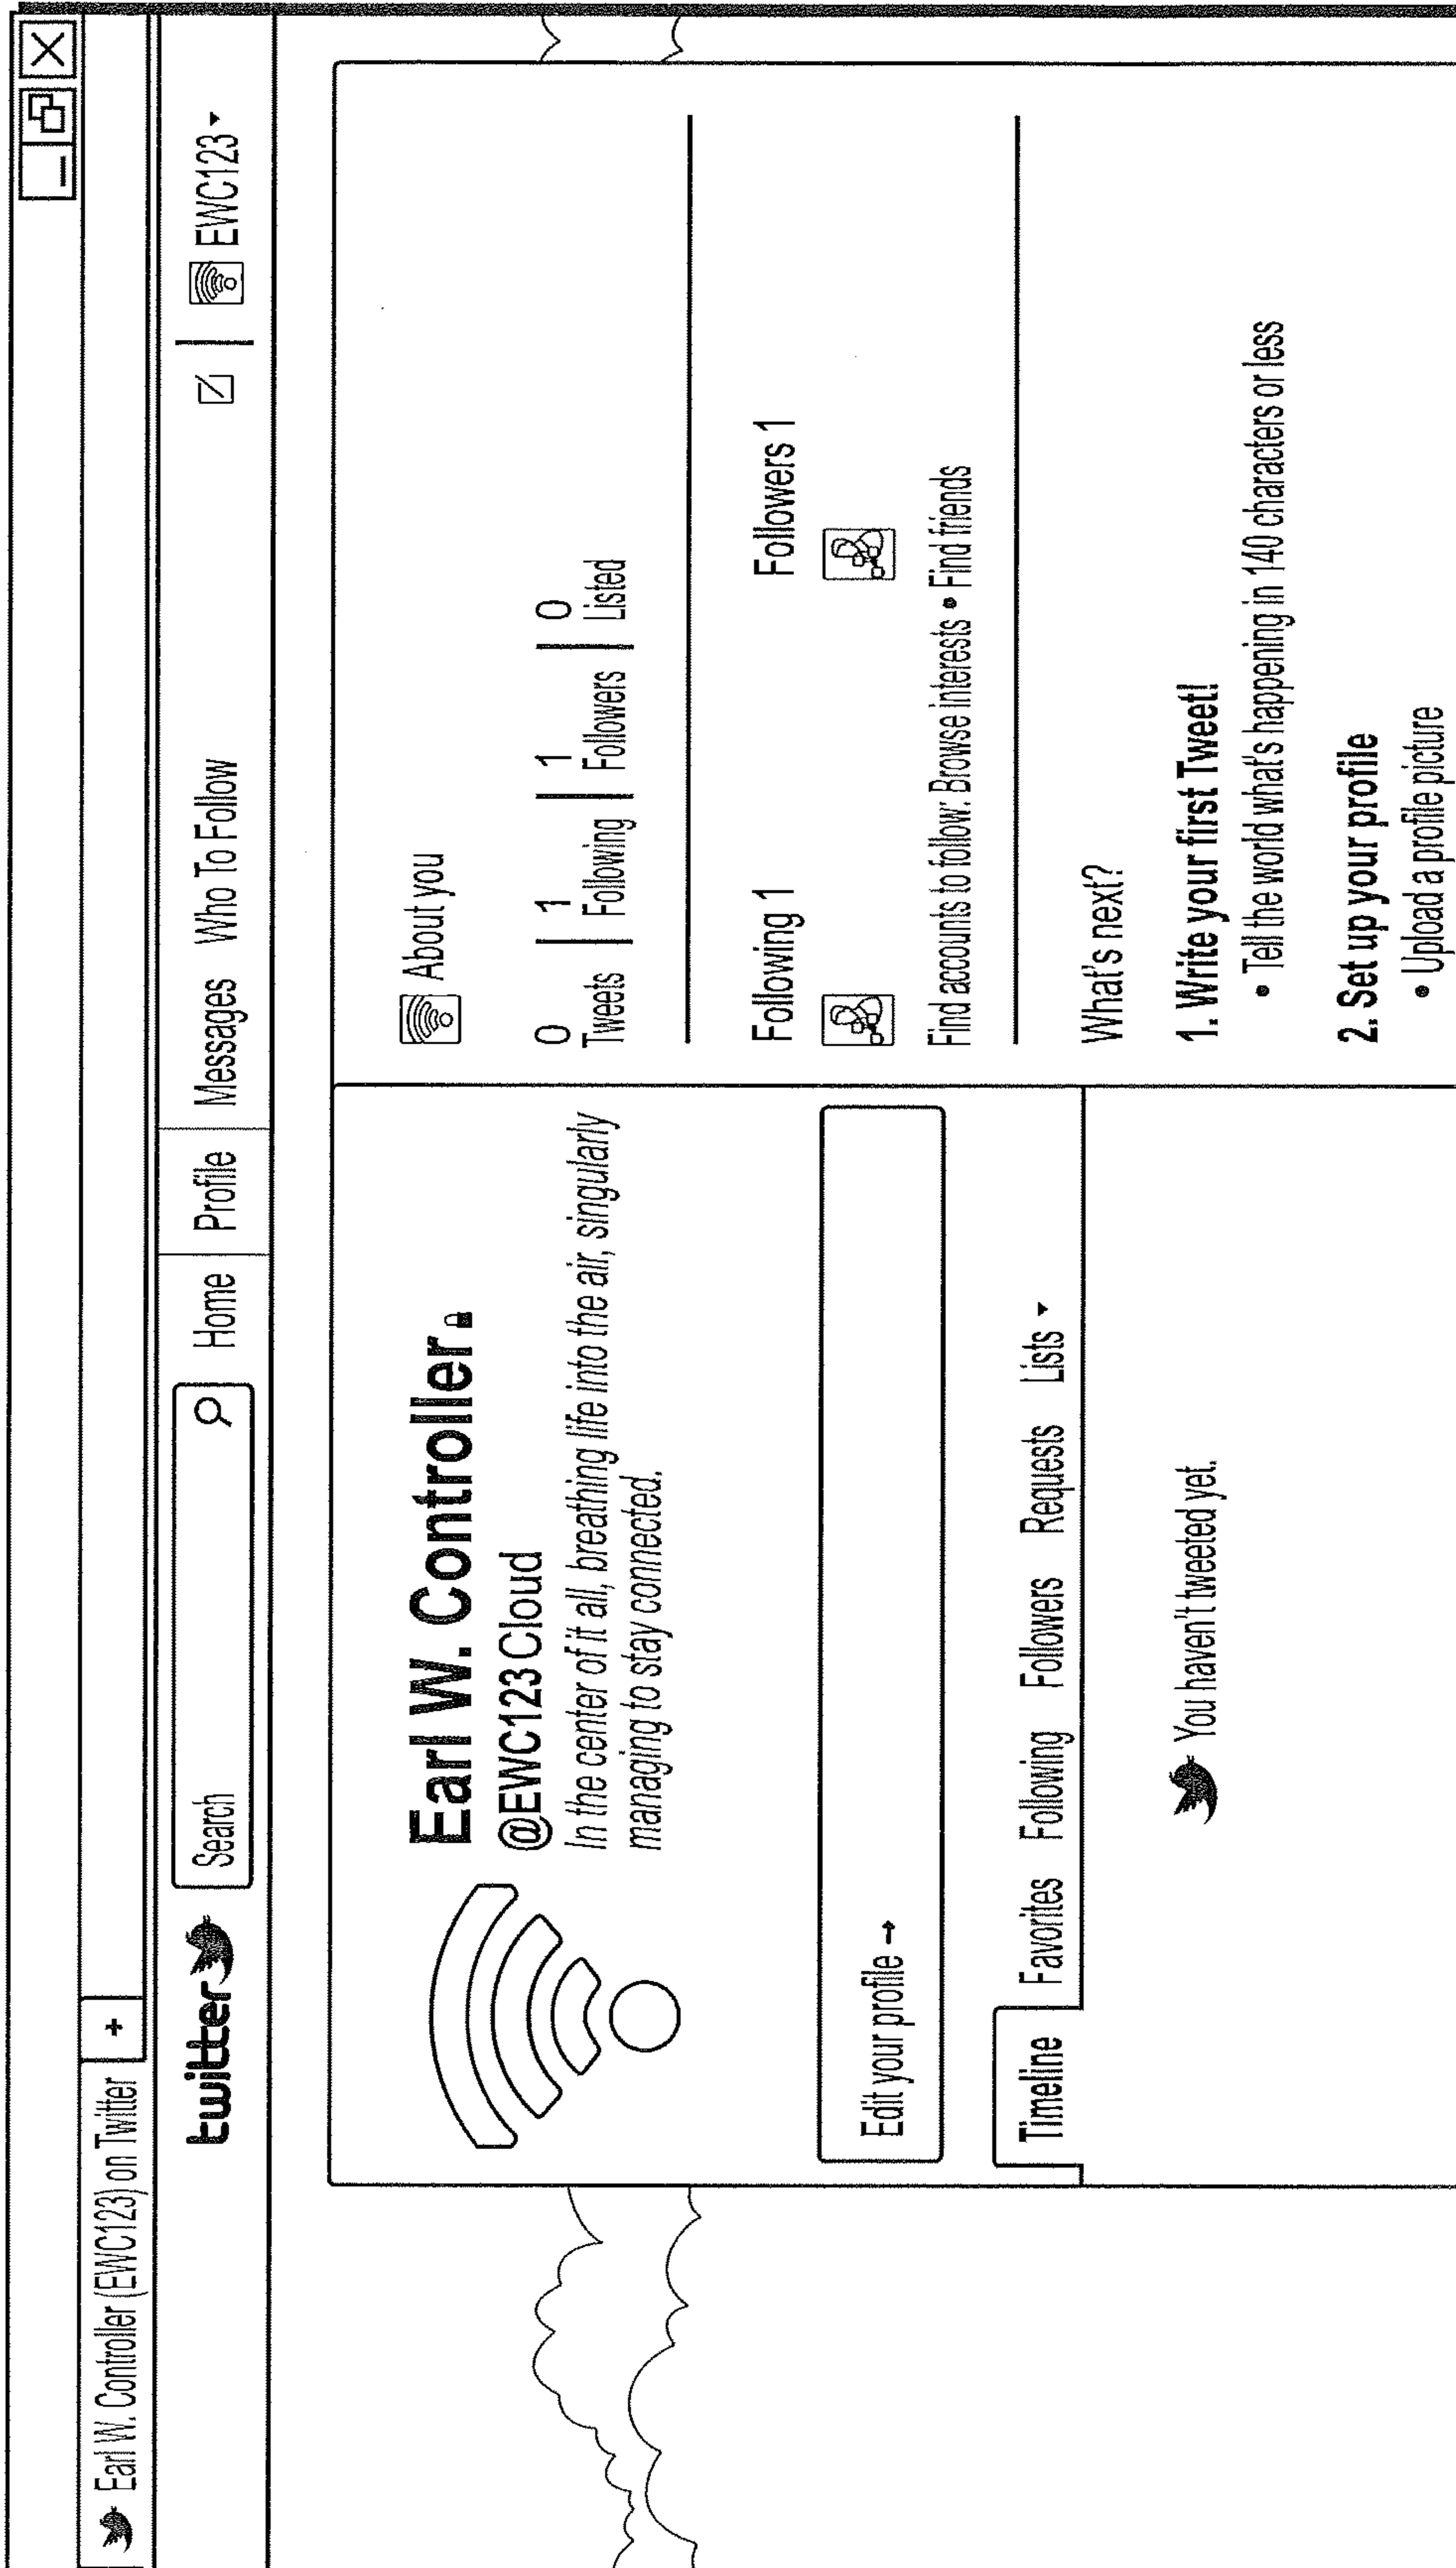 Earl W. Controller (EWC123) on Twitter +
twitter Search Home Profile Messages Who To Follow EWC123
Earl W. Controller
@EWC123 Cloud
In the center of it all, breathing life into the air, singularly
managing to stay connected.
Edit your profile →
Timeline Favorites Following Followers Requests Lists
You haven't tweeted yet.
About you
0 1 1 0
Tweets Following Followers Listed
Following 1 Followers 1
Find accounts to follow: Browse interests • Find friends
What's next?
1. Write your first Tweet!
• Tell the world what's happening in 140 characters or less
2. Set up your profile
• Upload a profile picture